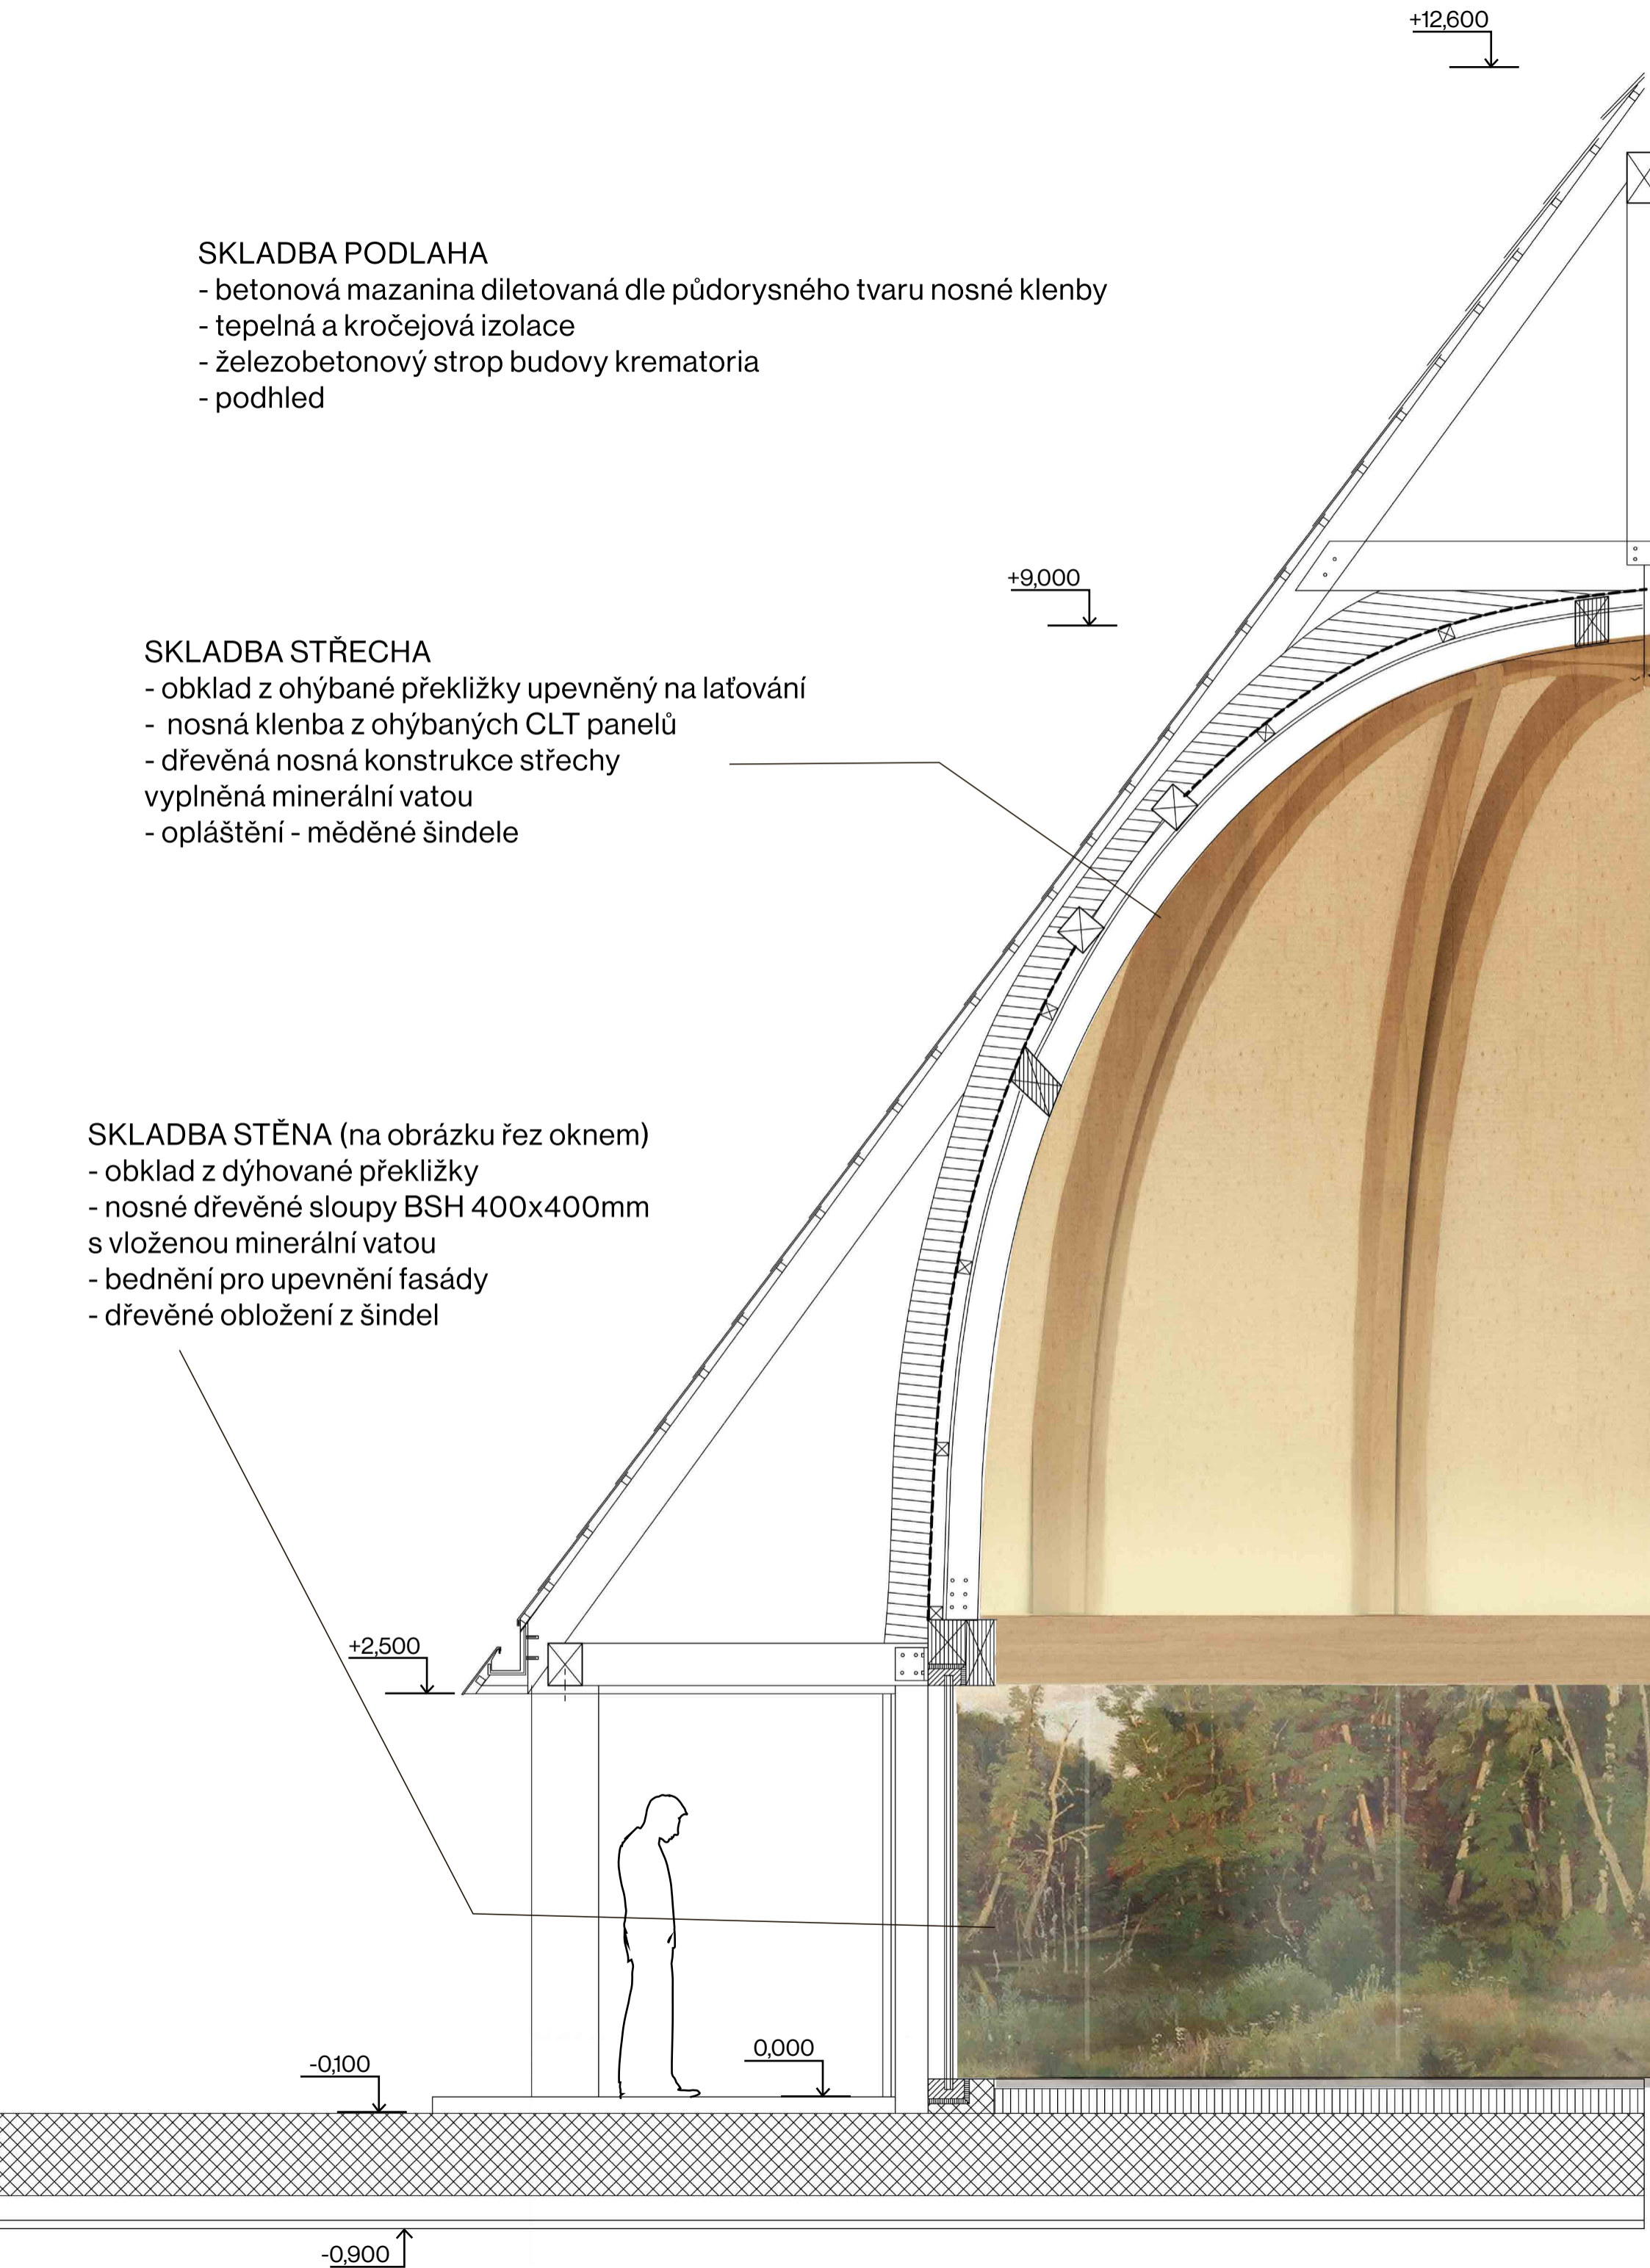 +12,600
SKLADBA PODLAHA
- betonová mazanina diletovaná dle půdorysného tvaru nosné klenby
- tepelná a kročejová izolace
- železobetonový strop budovy krematoria
- podhled
+9,000
SKLADBA STŘECHA
- obklad z ohýbané překližky upevněný na laťování
- nosná klenba z ohýbaných CLT panelů
- dřevěná nosná konstrukce střechy
vyplněná minerální vatou
- opláštění - měděné šindele
SKLADBA STĚNA (na obrázku řez oknem)
- obklad z dýhované překližky
- nosné dřevěné sloupy BSH 400x400mm
s vloženou minerální vatou
- bednění pro upevnění fasády
- dřevěné obložení z šindel
+2,500
0,000
-0,100
-0,900